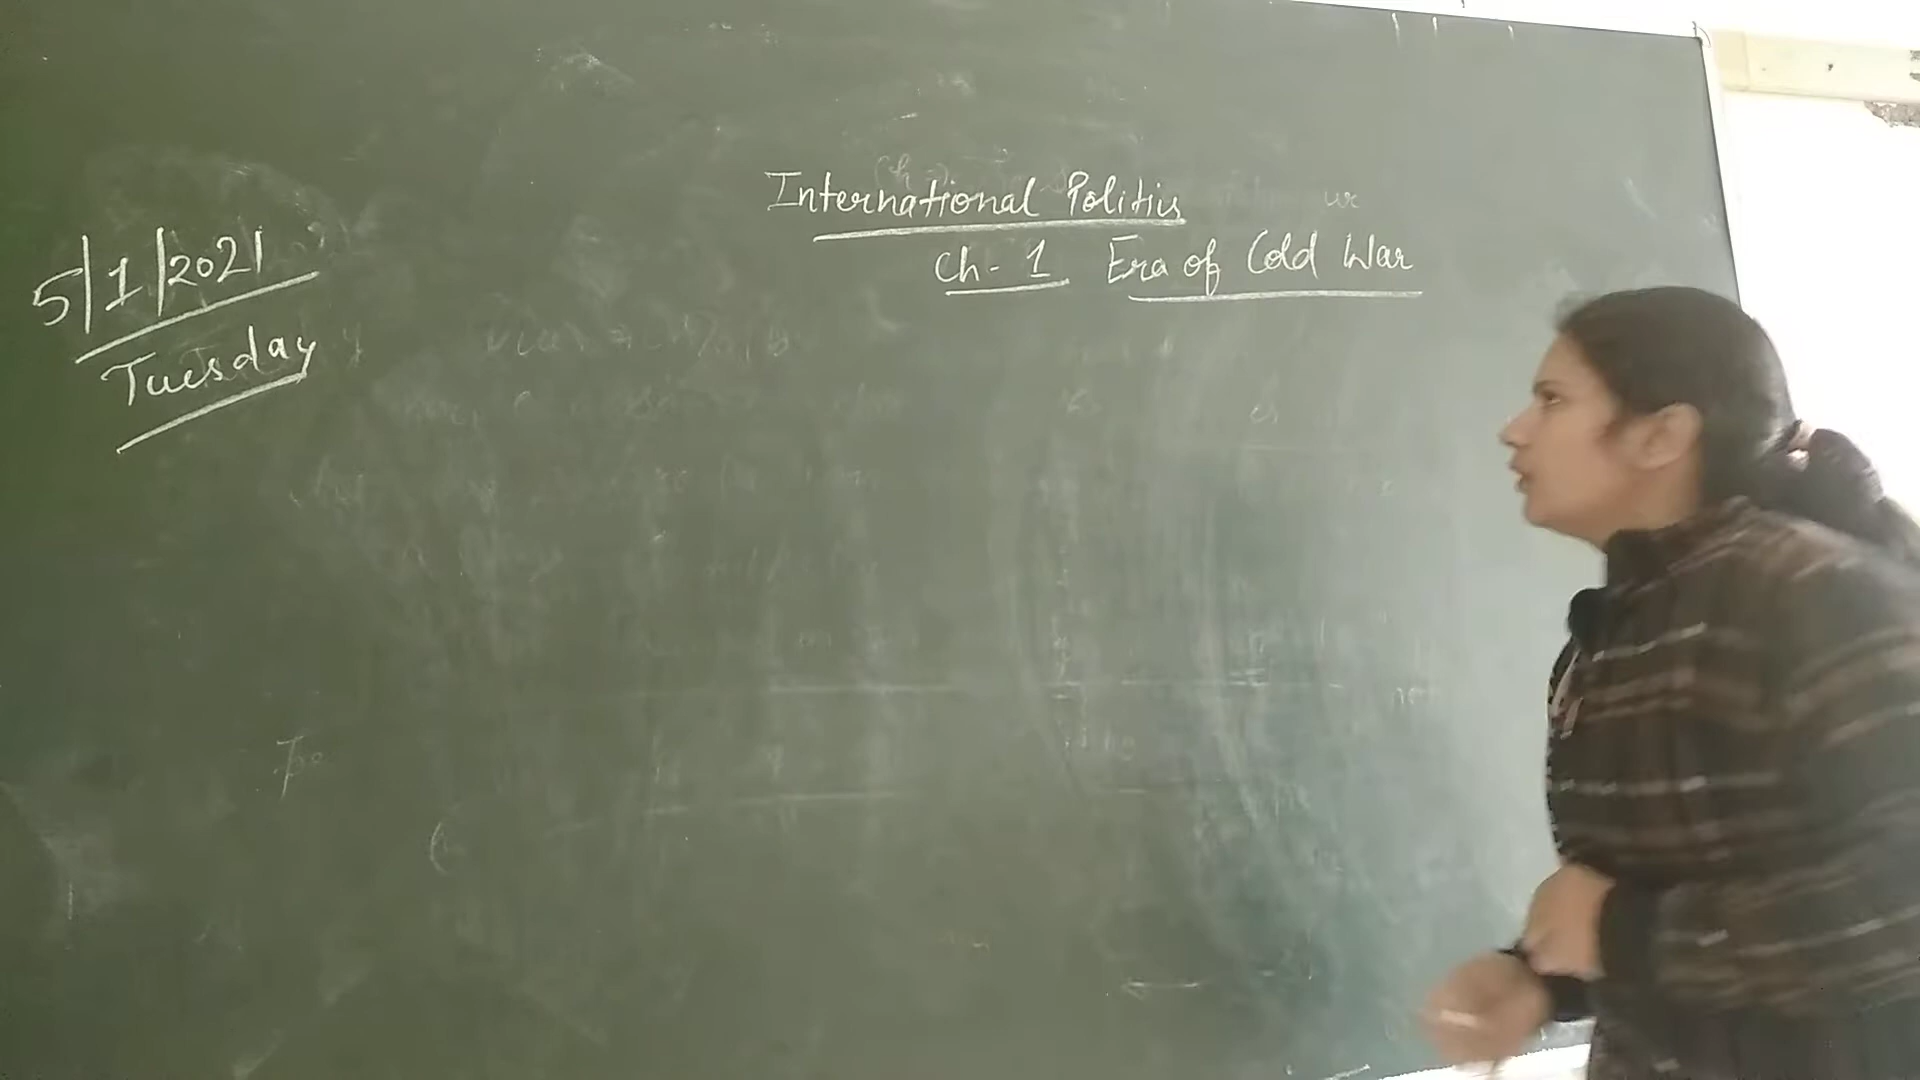 International Politics
Ch-1 Era of Cold War
5/1/2021
Tuesday